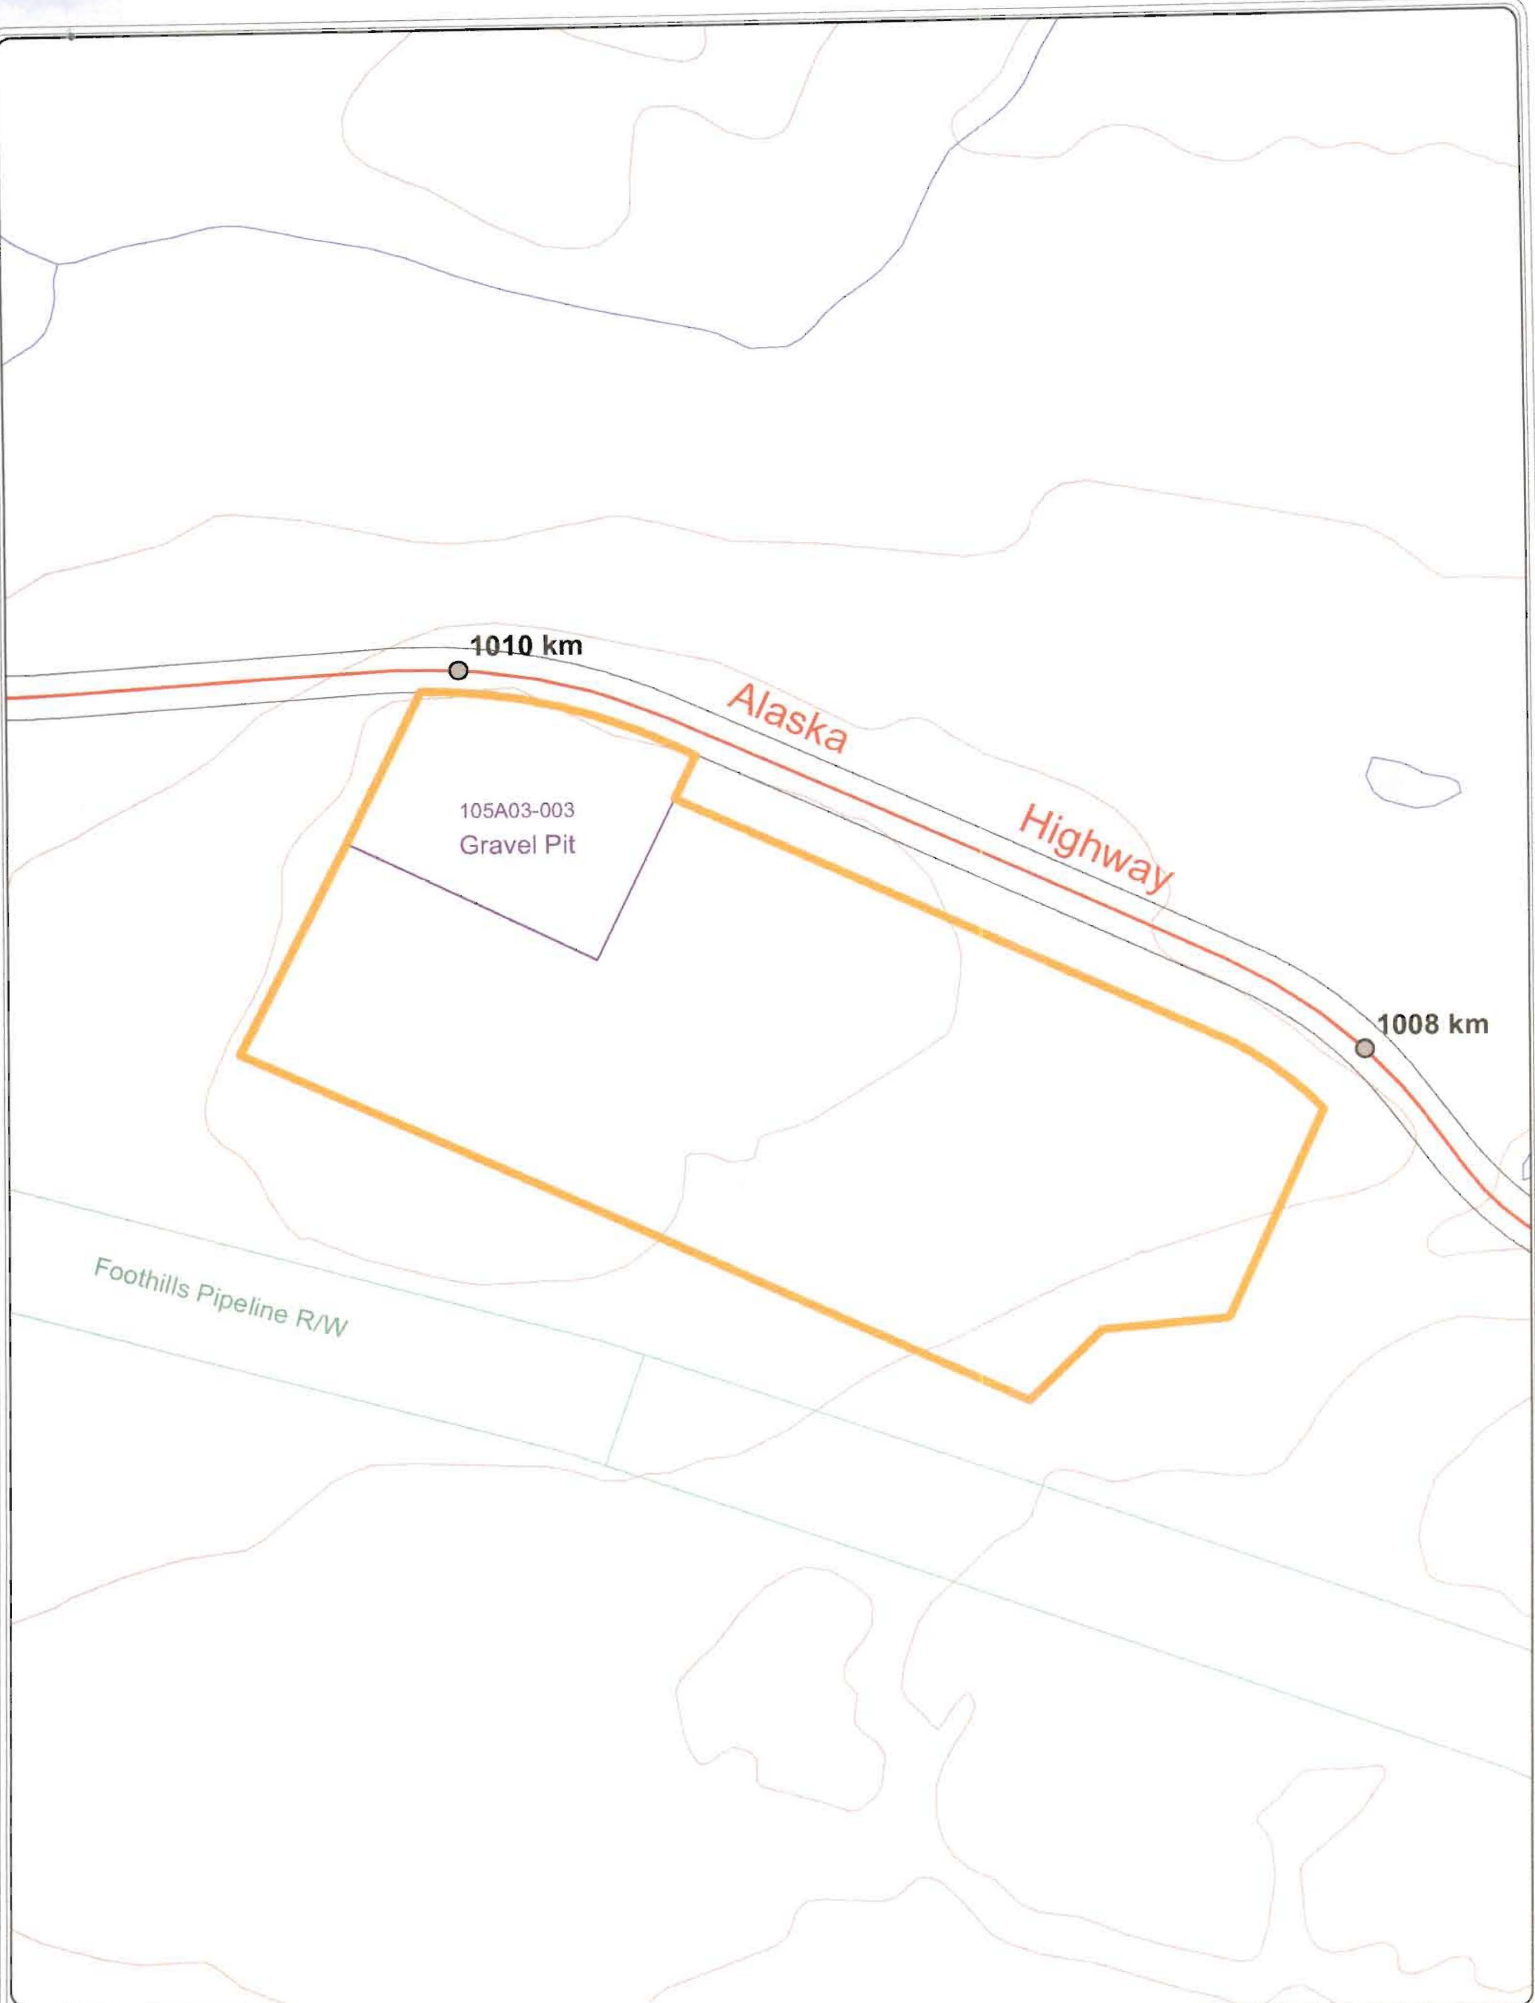 1010 km
Alaska
Highway
105A03-003
Gravel Pit
1008 km
Foothills Pipeline R/W